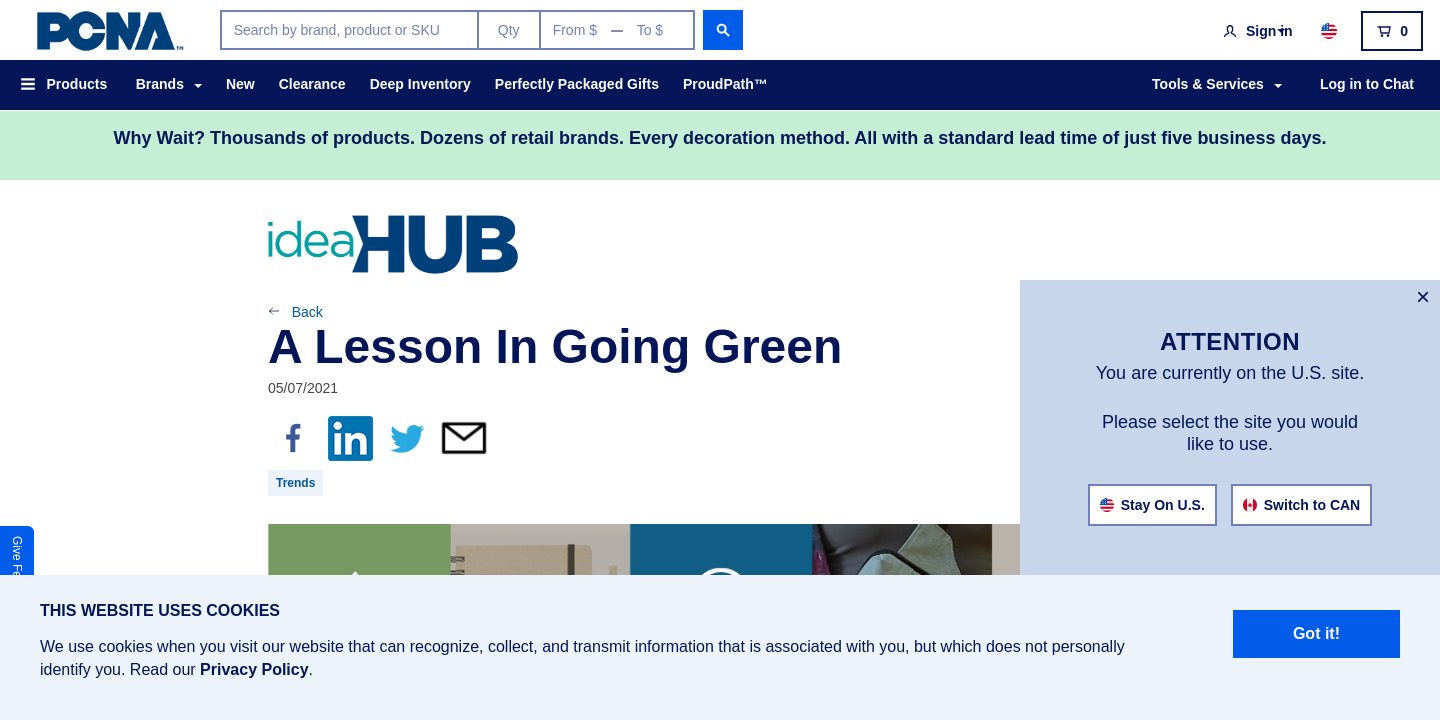 PCNA™
Search by brand, product or SKU
Qty
From $ — To $
Sign In
0
Products
Brands
New
Clearance
Deep Inventory
Perfectly Packaged Gifts
ProudPath™
Tools & Services
Log in to Chat
Why Wait? Thousands of products. Dozens of retail brands. Every decoration method. All with a standard lead time of just five business days.
ideaHUB
Back
A Lesson In Going Green
05/07/2021
in
Trends
×
ATTENTION
You are currently on the U.S. site.
Please select the site you would
like to use.
Stay On U.S.
Switch to CAN
Give
THIS WEBSITE USES COOKIES
We use cookies when you visit our website that can recognize, collect, and transmit information that is associated with you, but which does not personally
identify you. Read our Privacy Policy.
Got it!